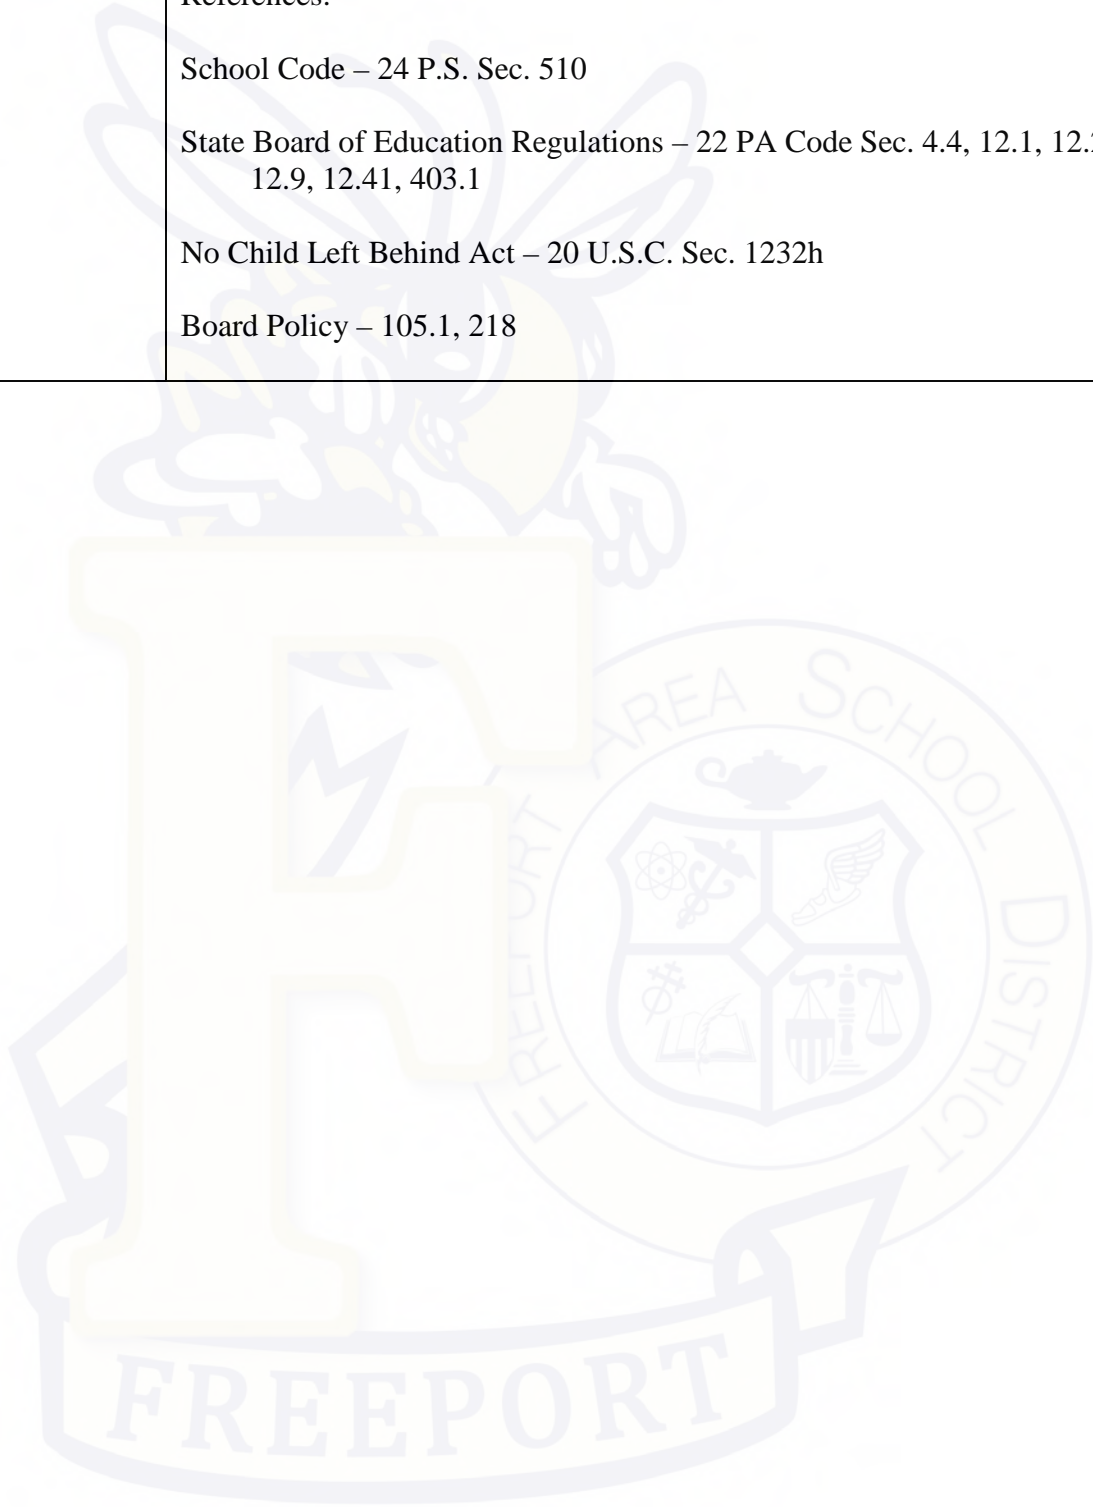 References:
School Code – 24 P.S. Sec. 510
State Board of Education Regulations – 22 PA Code Sec. 4.4, 12.1,
12.9, 12.41, 403.1
No Child Left Behind Act – 20 U.S.C. Sec. 1232h
Board Policy – 105.1, 218
FREEPORT AREA SCHOOL DISTRICT
FREEPORT